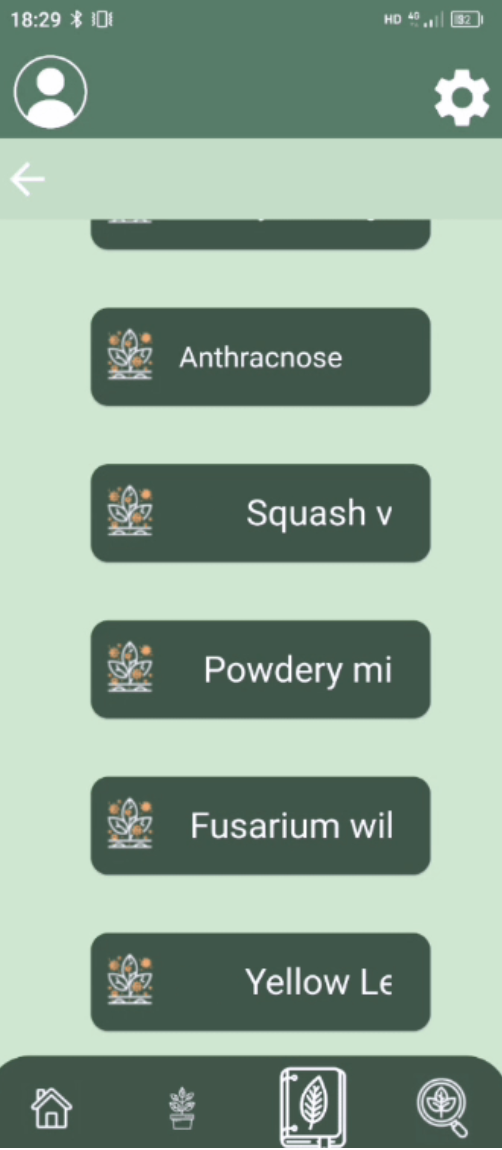 18:29
HD 4G 82
Anthracnose
Squash v
Powdery mi
Fusarium wil
Yellow Le